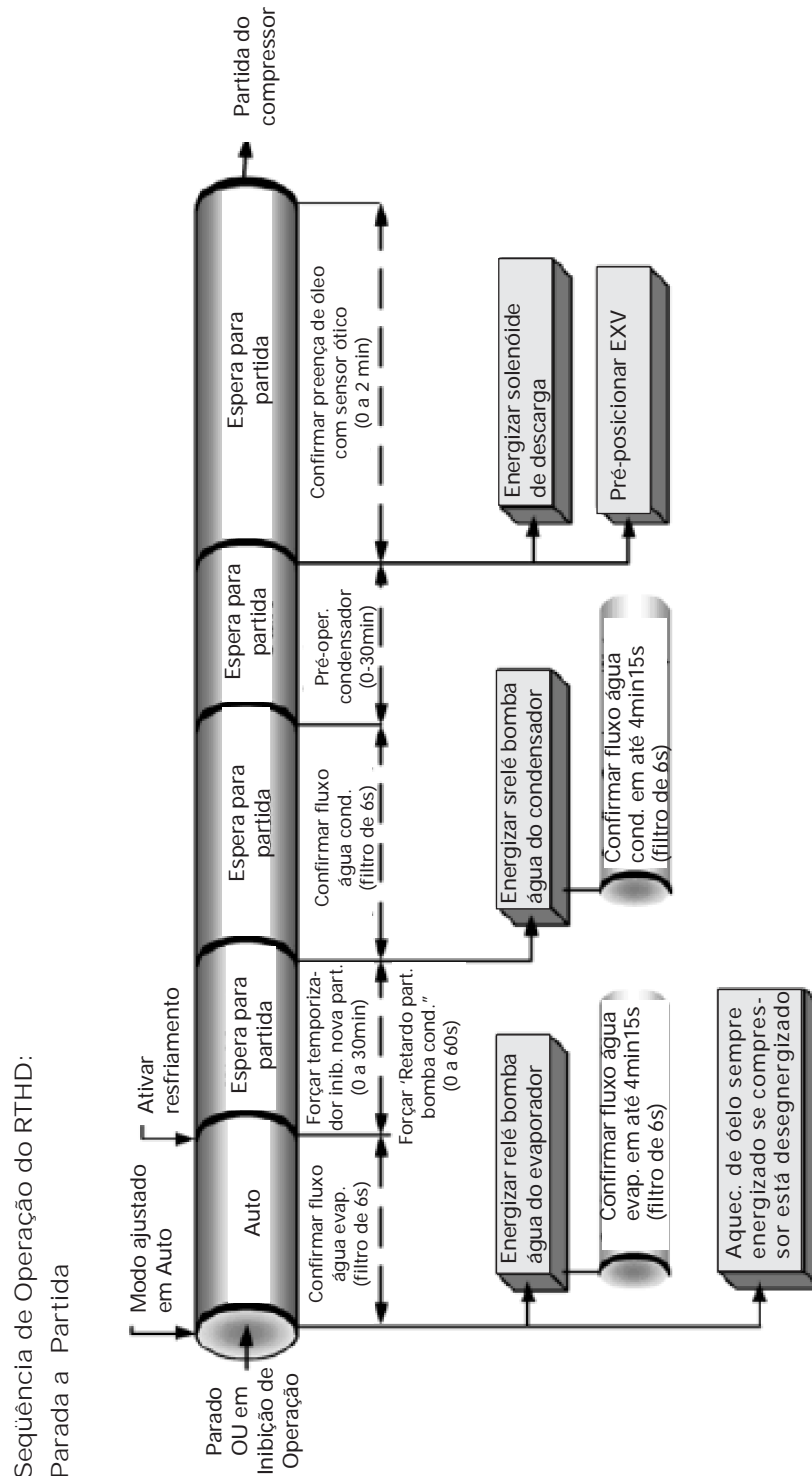 Seqüência de Operação do RTHD:
Parada a Partida
Modo ajustado
em Auto
Ativar
resfriamento
Parado
OU em
Inibição de
Operação
Auto
Espera para
partida
Espera para
partida
Espera para
partida
Espera para
partida
Partida do
compressor
Confirmar fluxo
água evap.
(filtro de 6s)
Forçar temporiza-
dor inib. nova part.
(0 a 30min)
Forçar ‘Retardo part.
bomba cond.”
(0 a 60s)
Confirmar fluxo
água cond.
(filtro de 6s)
Pré-oper.
condensador
(0-30min)
Confirmar preença de óleo
com sensor ótico
(0 a 2 min)
Energizar relé bomba
água do evaporador
Confirmar fluxo água
evap. em até 4min15s
(filtro de 6s)
Aquec. de óelo sempre
energizado se compres-
sor está desegnergizado
Energizar srelé bomba
água do condensador
Confirmar fluxo água
cond. em até 4min15s
(filtro de 6s)
Energizar solenóide
de descarga
Pré-posicionar EXV